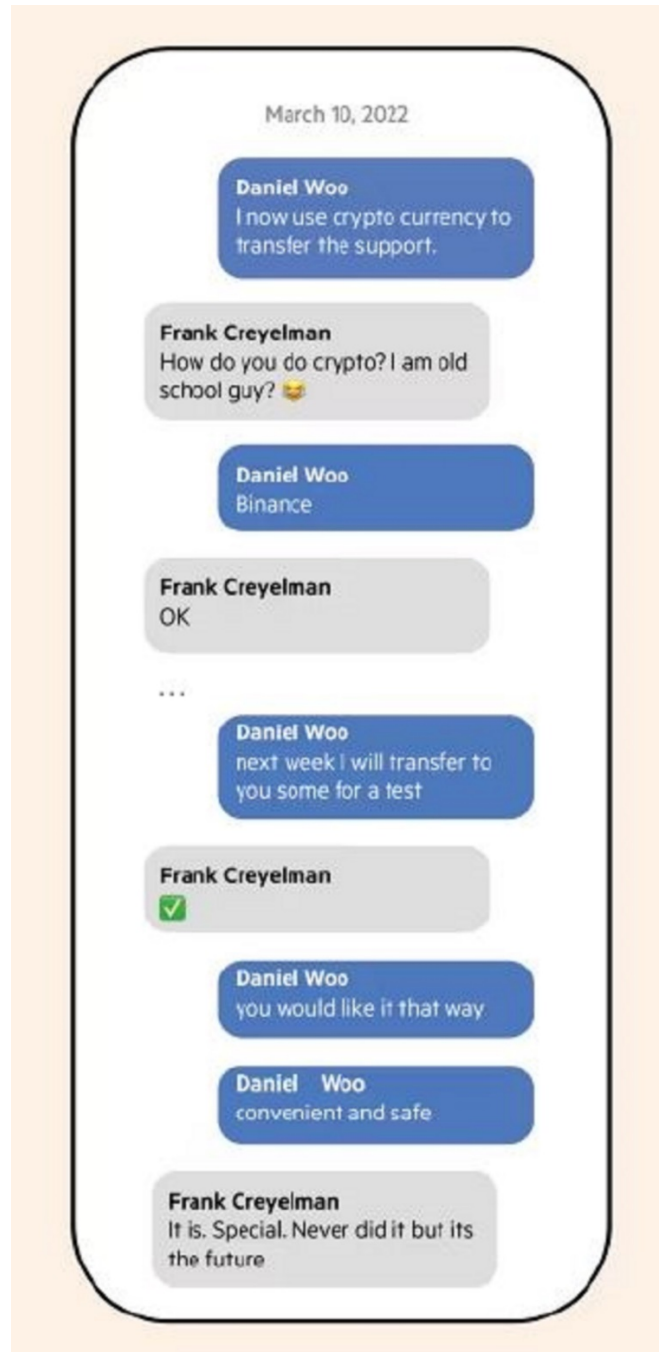 March 10, 2022
Daniel Woo
I now use crypto currency to
transfer the support.
Frank Creyelman
How do you do crypto? I am old
school guy? 😂
Daniel Woo
Binance
Frank Creyelman
OK
...
Daniel Woo
next week I will transfer to
you some for a test
Frank Creyelman
✅
Daniel Woo
you would like it that way
Daniel Woo
convenient and safe
Frank Creyelman
It is. Special. Never did it but its
the future